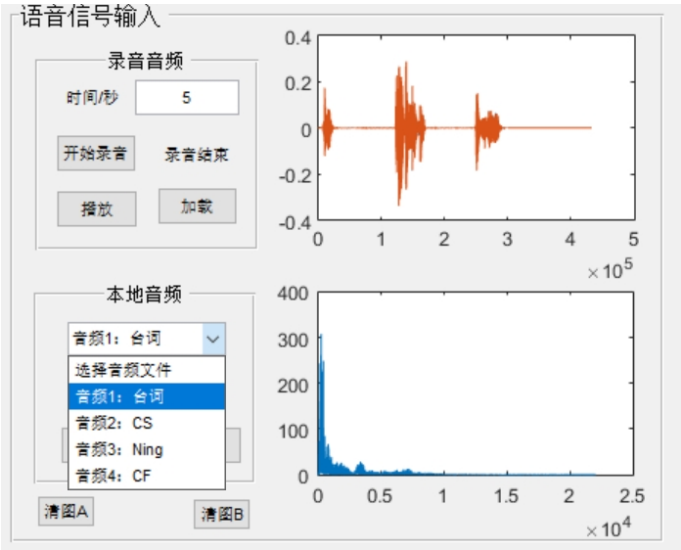 语音信号输入
录音音频
时间/秒
5
开始录音
录音结束
播放
加载
0.4
0.2
0
-0.2
-0.4
0 1 2 3 4 5
×10^5
本地音频
音频1：台词
选择音频文件
音频1：台词
音频2：CS
音频3：Ning
音频4：CF
清图A
清图B
400
300
200
100
0
0 0.5 1 1.5 2 2.5
×10^4